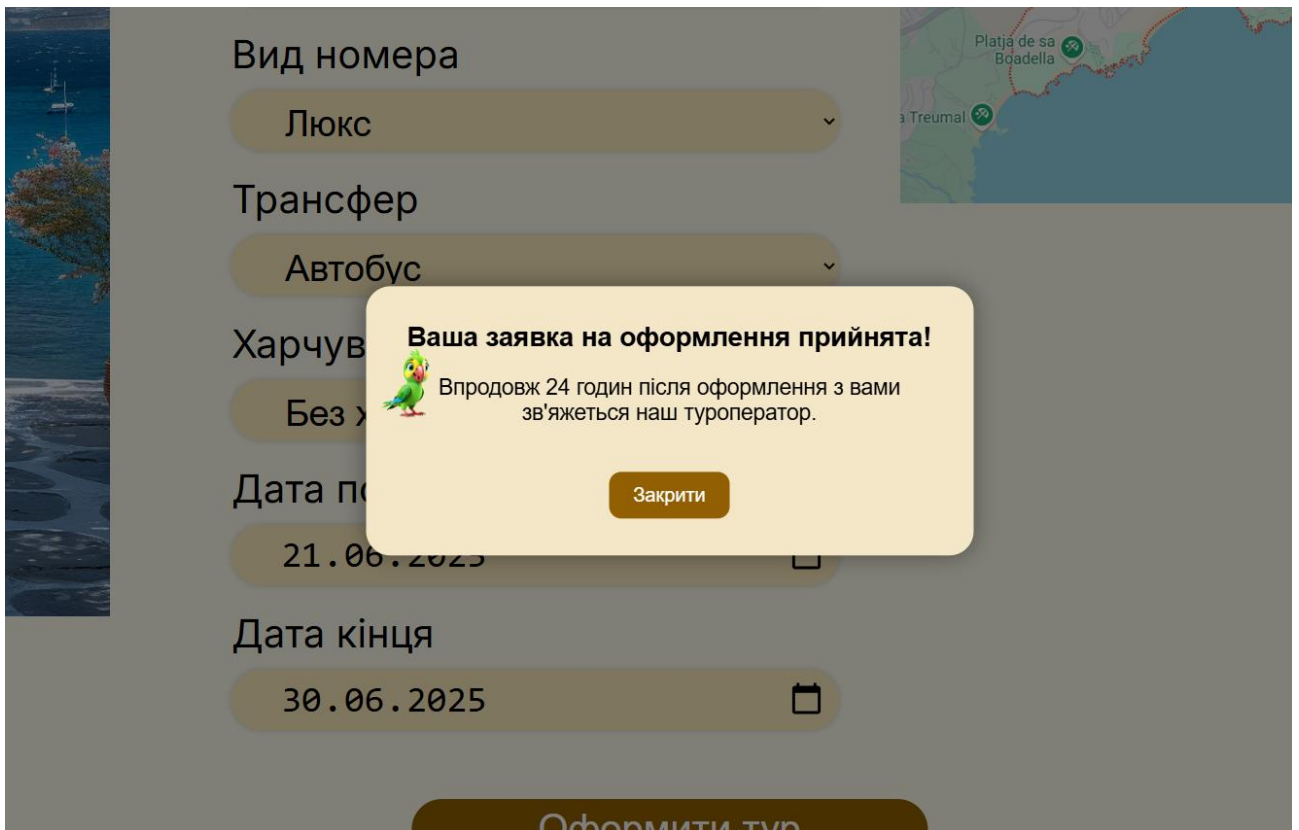 Вид номера
Platja de sa
Boadella
Люкс
a Treumal
Трансфер
Автобус
Харчув
Ваша заявка на оформлення прийнята!
Впродовж 24 годин після оформлення з вами
зв'яжеться наш туроператор.
Без
Дата по
Закрити
21.06.2025
Дата кінця
30.06.2025
Оформити тур